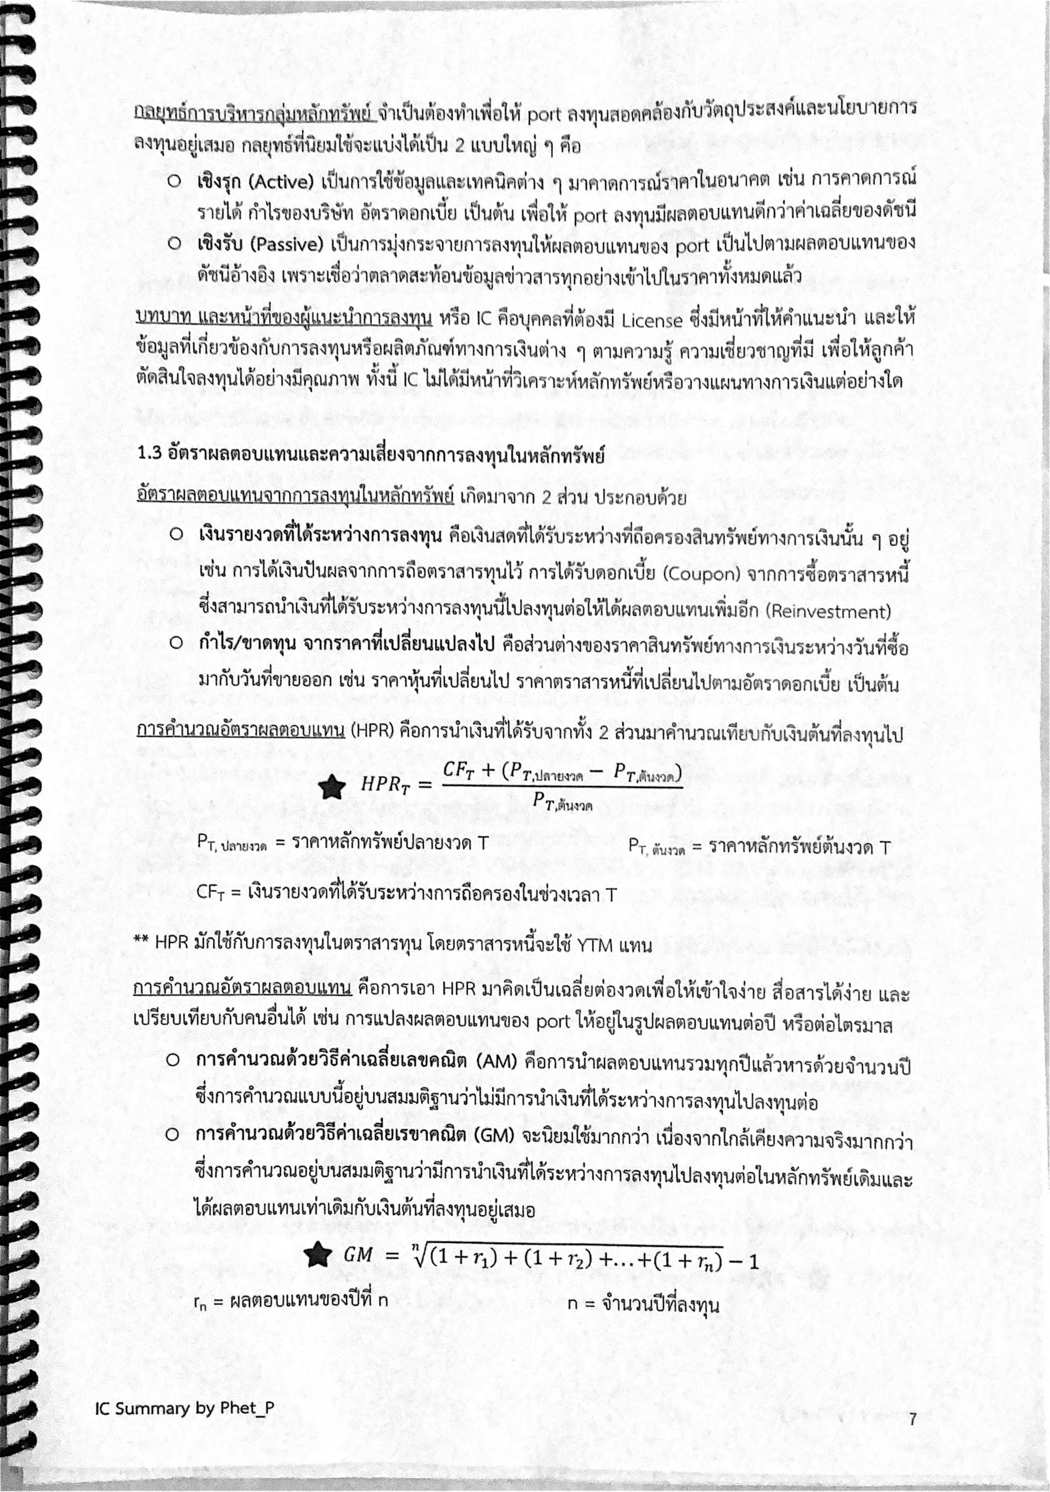 กลยุทธ์การบริหารกลุ่มหลักทรัพย์ จำเป็นต้องทำเพื่อให้ port ลงทุนสอดคล้องกับวัตถุประสงค์และนโยบายการ
ลงทุนอยู่เสมอ กลยุทธ์ที่นิยมใช้จะแบ่งได้เป็น 2 แบบใหญ่ ๆ คือ
○ เชิงรุก (Active) เป็นการใช้ข้อมูลและเทคนิคต่าง ๆ มาคาดการณ์ราคาในอนาคต เช่น การคาดการณ์
รายได้ กำไรของบริษัท อัตราดอกเบี้ย เป็นต้น เพื่อให้ port ลงทุนมีผลตอบแทนดีกว่าค่าเฉลี่ยของดัชนี
○ เชิงรับ (Passive) เป็นการมุ่งกระจายการลงทุนให้ผลตอบแทนของ port เป็นไปตามผลตอบแทนของ
ดัชนีอ้างอิง เพราะเชื่อว่าตลาดสะท้อนข้อมูลข่าวสารทุกอย่างเข้าไปในราคาทั้งหมดแล้ว
บทบาท และหน้าที่ของผู้แนะนำการลงทุน หรือ IC คือบุคคลที่ต้องมี License ซึ่งมีหน้าที่ให้คำแนะนำ และให้
ข้อมูลที่เกี่ยวข้องกับการลงทุนหรือผลิตภัณฑ์ทางการเงินต่าง ๆ ตามความรู้ ความเชี่ยวชาญที่มี เพื่อให้ลูกค้า
ตัดสินใจลงทุนได้อย่างมีคุณภาพ ทั้งนี้ IC ไม่ได้มีหน้าที่วิเคราะห์หลักทรัพย์หรือวางแผนทางการเงินแต่อย่างใด
1.3 อัตราผลตอบแทนและความเสี่ยงจากการลงทุนในหลักทรัพย์
อัตราผลตอบแทนจากการลงทุนในหลักทรัพย์ เกิดมาจาก 2 ส่วน ประกอบด้วย
○ เงินรายงวดที่ได้ระหว่างการลงทุน คือเงินสดที่ได้รับระหว่างที่ถือครองสินทรัพย์ทางการเงินนั้น ๆ อยู่
เช่น การได้เงินปันผลจากการถือตราสารทุนไว้ การได้รับดอกเบี้ย (Coupon) จากการซื้อตราสารหนี้
ซึ่งสามารถนำเงินที่ได้รับระหว่างการลงทุนนี้ไปลงทุนต่อให้ได้ผลตอบแทนเพิ่มอีก (Reinvestment)
○ กำไร/ขาดทุน จากราคาที่เปลี่ยนแปลงไป คือส่วนต่างของราคาสินทรัพย์ทางการเงินระหว่างวันที่ซื้อ
มากับวันที่ขายออก เช่น ราคาหุ้นที่เปลี่ยนไป ราคาตราสารหนี้ที่เปลี่ยนไปตามอัตราดอกเบี้ย เป็นต้น
การคำนวณอัตราผลตอบแทน (HPR) คือการนำเงินที่ได้รับจากทั้ง 2 ส่วนมาคำนวณเทียบกับเงินต้นที่ลงทุนไป
★ HPR_T = (CF_T + (P_T,ปลายงวด − P_T,ต้นงวด)) / P_T,ต้นงวด
P_T, ปลายงวด = ราคาหลักทรัพย์ปลายงวด T P_T, ต้นงวด = ราคาหลักทรัพย์ต้นงวด T
CF_T = เงินรายงวดที่ได้รับระหว่างการถือครองในช่วงเวลา T
** HPR มักใช้กับการลงทุนในตราสารทุน โดยตราสารหนี้จะใช้ YTM แทน
การคำนวณอัตราผลตอบแทน คือการเอา HPR มาคิดเป็นเฉลี่ยต่องวดเพื่อให้เข้าใจง่าย สื่อสารได้ง่าย และ
เปรียบเทียบกับคนอื่นได้ เช่น การแปลงผลตอบแทนของ port ให้อยู่ในรูปผลตอบแทนต่อปี หรือต่อไตรมาส
○ การคำนวณด้วยวิธีค่าเฉลี่ยเลขคณิต (AM) คือการนำผลตอบแทนรวมทุกปีแล้วหารด้วยจำนวนปี
ซึ่งการคำนวณแบบนี้อยู่บนสมมติฐานว่าไม่มีการนำเงินที่ได้ระหว่างการลงทุนไปลงทุนต่อ
○ การคำนวณด้วยวิธีค่าเฉลี่ยเรขาคณิต (GM) จะนิยมใช้มากกว่า เนื่องจากใกล้เคียงความจริงมากกว่า
ซึ่งการคำนวณอยู่บนสมมติฐานว่ามีการนำเงินที่ได้ระหว่างการลงทุนไปลงทุนต่อในหลักทรัพย์เดิมและ
ได้ผลตอบแทนเท่าเดิมกับเงินต้นที่ลงทุนอยู่เสมอ
★ GM = ⁿ√((1 + r₁) + (1 + r₂) +...+(1 + rₙ)) − 1
rₙ = ผลตอบแทนของปีที่ n n = จำนวนปีที่ลงทุน
IC Summary by Phet_P
7